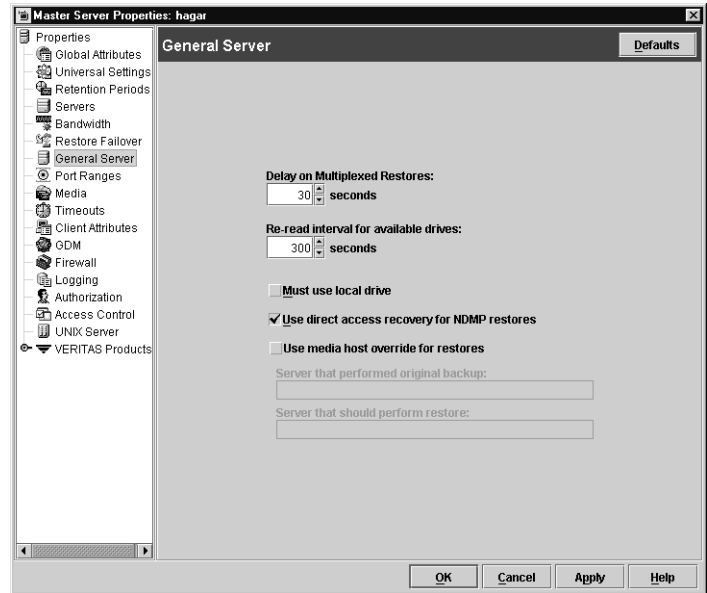 Master Server Properties: hagar
Properties
Global Attributes
Universal Settings
Retention Periods
Servers
Bandwidth
Restore Failover
General Server
Port Ranges
Media
Timeouts
Client Attributes
GDM
Firewall
Logging
Authorization
Access Control
UNIX Server
VERITAS Products
General Server
Defaults
Delay on Multiplexed Restores:
30 seconds
Re-read interval for available drives:
300 seconds
Must use local drive
Use direct access recovery for NDMP restores
Use media host override for restores
Server that performed original backup:
Server that should perform restore:
OK Cancel Apply Help